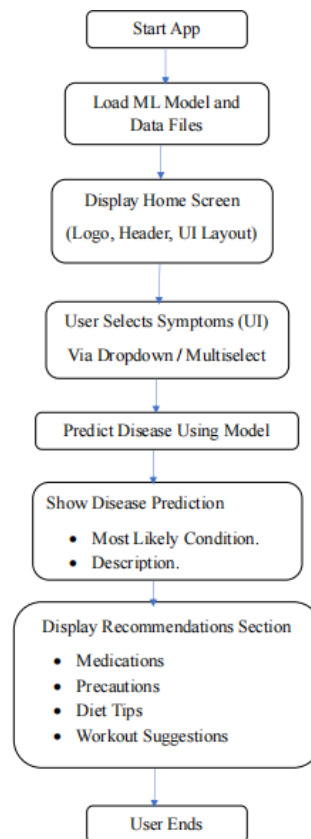 Start App
Load ML Model and
Data Files
Display Home Screen
(Logo, Header, UI Layout)
User Selects Symptoms (UI)
Via Dropdown / Multiselect
Predict Disease Using Model
Show Disease Prediction
• Most Likely Condition.
• Description.
Display Recommendations Section
• Medications
• Precautions
• Diet Tips
• Workout Suggestions
User Ends